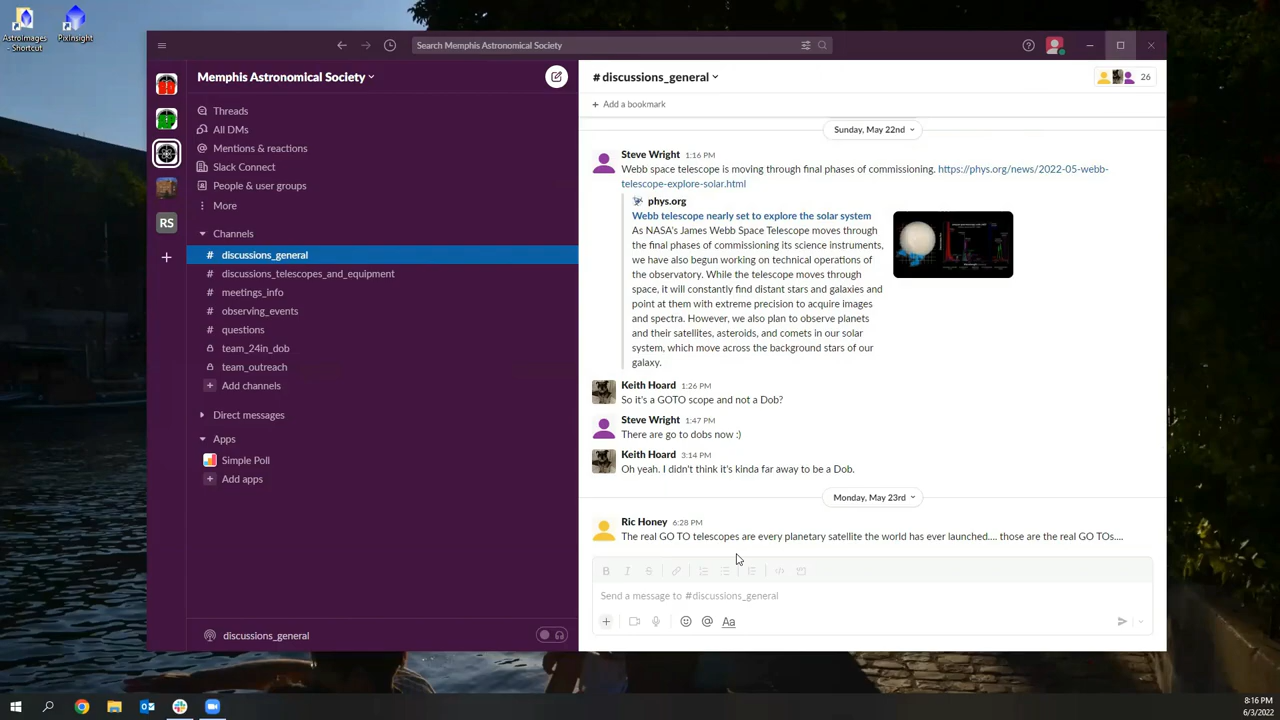 AstroImages
- Shortcut
PixInsight
Search Memphis Astronomical Society
Memphis Astronomical Society
Threads
All DMs
Mentions & reactions
Slack Connect
People & user groups
More
RS
Channels
# discussions_general
# discussions_telescopes_and_equipment
# meetings_info
# observing_events
# questions
team_24in_dob
team_outreach
+ Add channels
Direct messages
Apps
Simple Poll
+ Add apps
discussions_general
# discussions_general
26
+ Add a bookmark
Sunday, May 22nd
Steve Wright 1:16 PM
Webb space telescope is moving through final phases of commissioning. https://phys.org/news/2022-05-webb-
telescope-explore-solar.html
phys.org
Webb telescope nearly set to explore the solar system
As NASA's James Webb Space Telescope moves through
the final phases of commissioning its science instruments,
we have also begun working on technical operations of
the observatory. While the telescope moves through
space, it will constantly find distant stars and galaxies and
point at them with extreme precision to acquire images
and spectra. However, we also plan to observe planets
and their satellites, asteroids, and comets in our solar
system, which move across the background stars of our
galaxy.
Keith Hoard 1:26 PM
So it's a GOTO scope and not a Dob?
Steve Wright 1:47 PM
There are go to dobs now :)
Keith Hoard 3:14 PM
Oh yeah. I didn't think it's kinda far away to be a Dob.
Monday, May 23rd
Ric Honey 6:28 PM
The real GO TO telescopes are every planetary satellite the world has ever launched.... those are the real GO TOs....
B I S
Send a message to #discussions_general
+ @ Aa
8:16 PM
6/3/2022